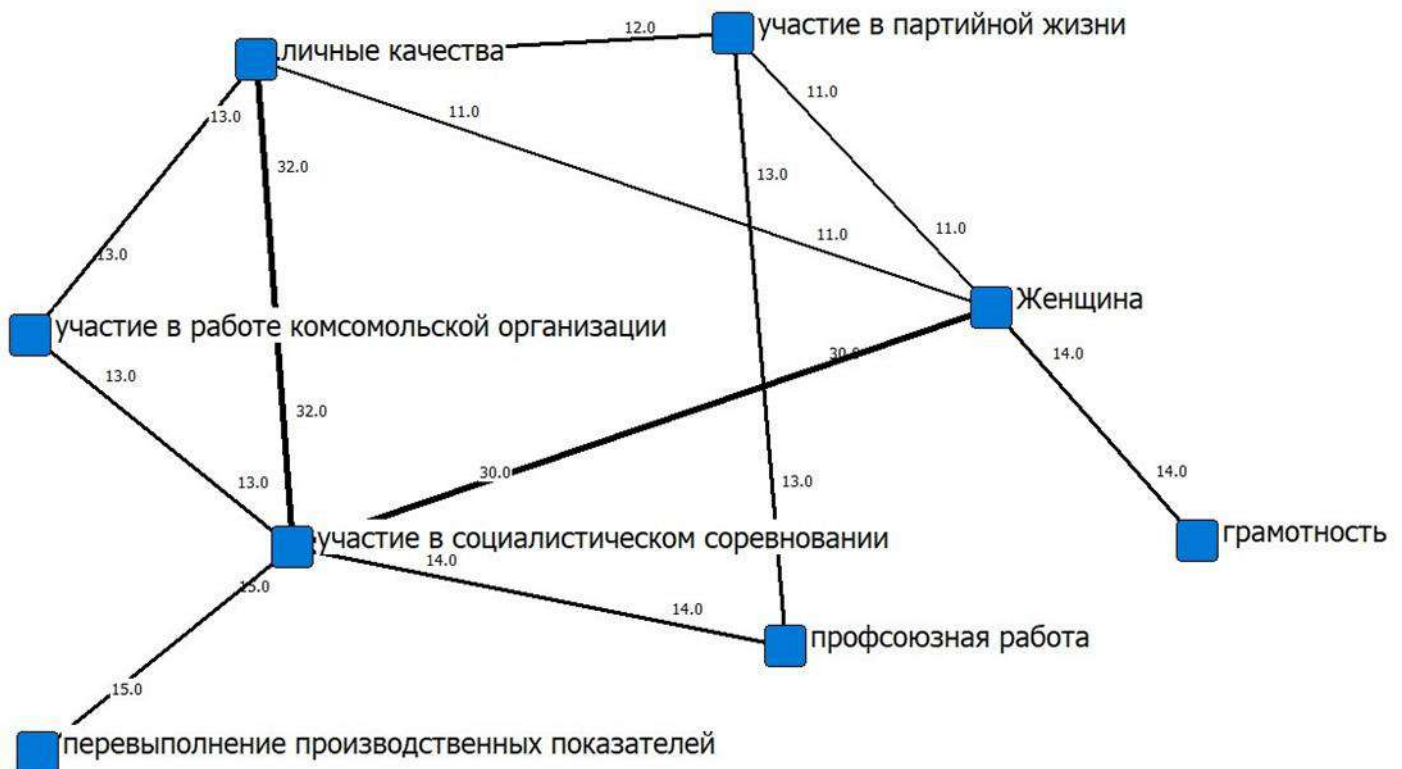 участие в партийной жизни
12.0
личные качества
11.0
11.0
13.0
32.0
13.0
11.0
11.0
13.0
Женщина
участие в работе комсомольской организации
30.0
14.0
13.0
32.0
30.0
14.0
13.0
13.0
грамотность
участие в социалистическом соревновании
14.0
15.0
14.0
профсоюзная работа
15.0
перевыполнение производственных показателей